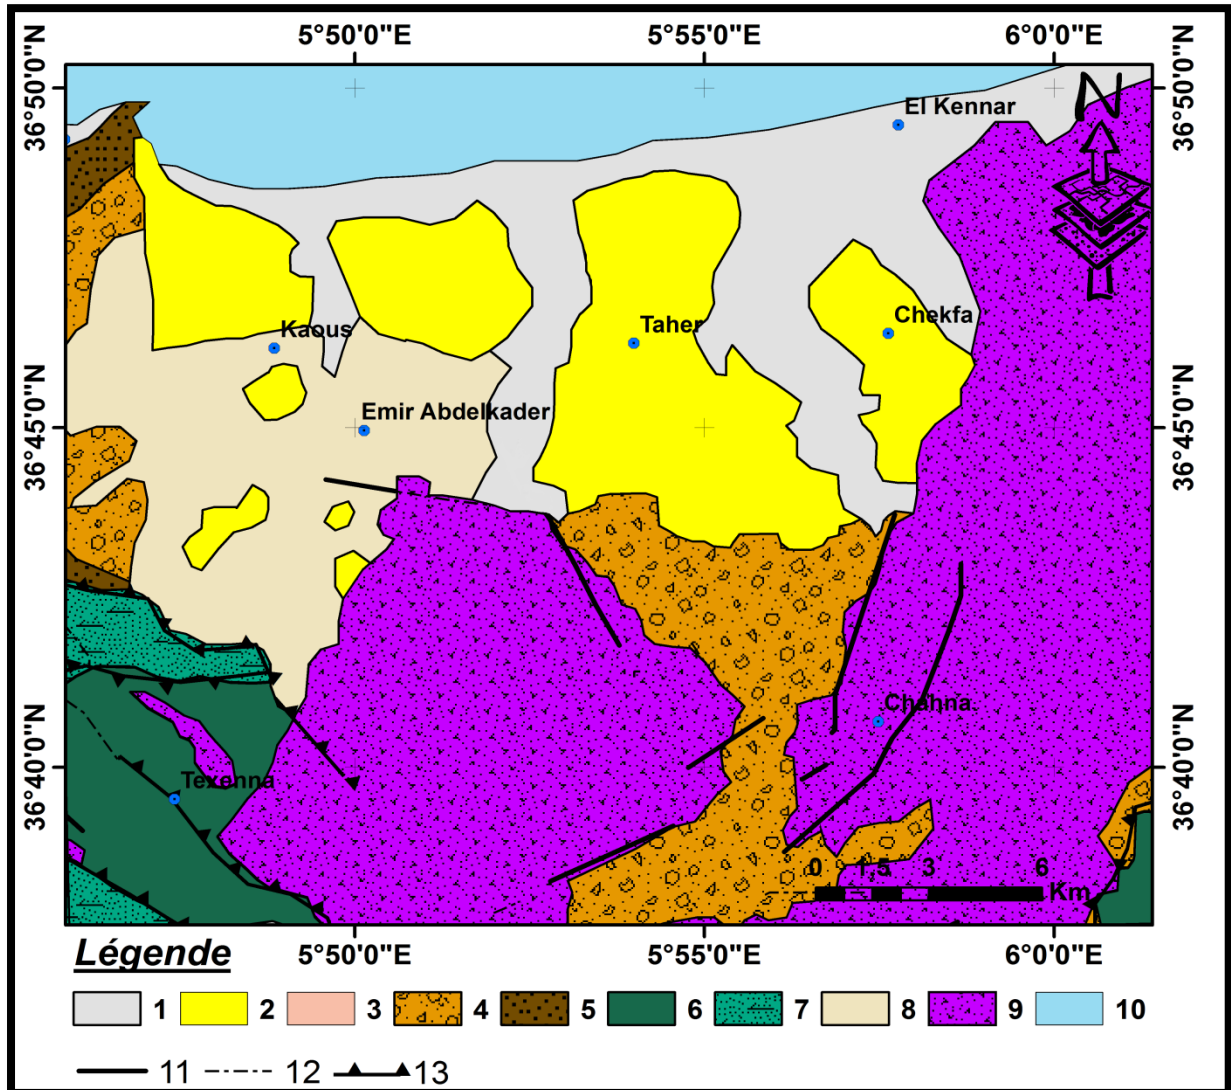 5°50'0"E 5°55'0"E 6°0'0"E
36°50'0"N 36°50'0"N
N
El Kennar
Kaous Taher Chekfa
Emir Abdelkader
36°45'0"N 36°45'0"N
Chahna
36°40'0"N 36°40'0"N
Texenna
0 1.5 3 6
Km
5°50'0"E 5°55'0"E 6°0'0"E
Légende
1 2 3 4 5 6 7 8 9 10
11 12 13